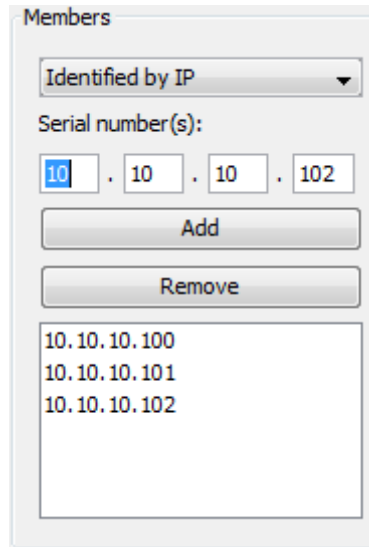 Members
Identified by IP
Serial number(s):
10 . 10 . 10 . 102
Add
Remove
10.10.10.100
10.10.10.101
10.10.10.102